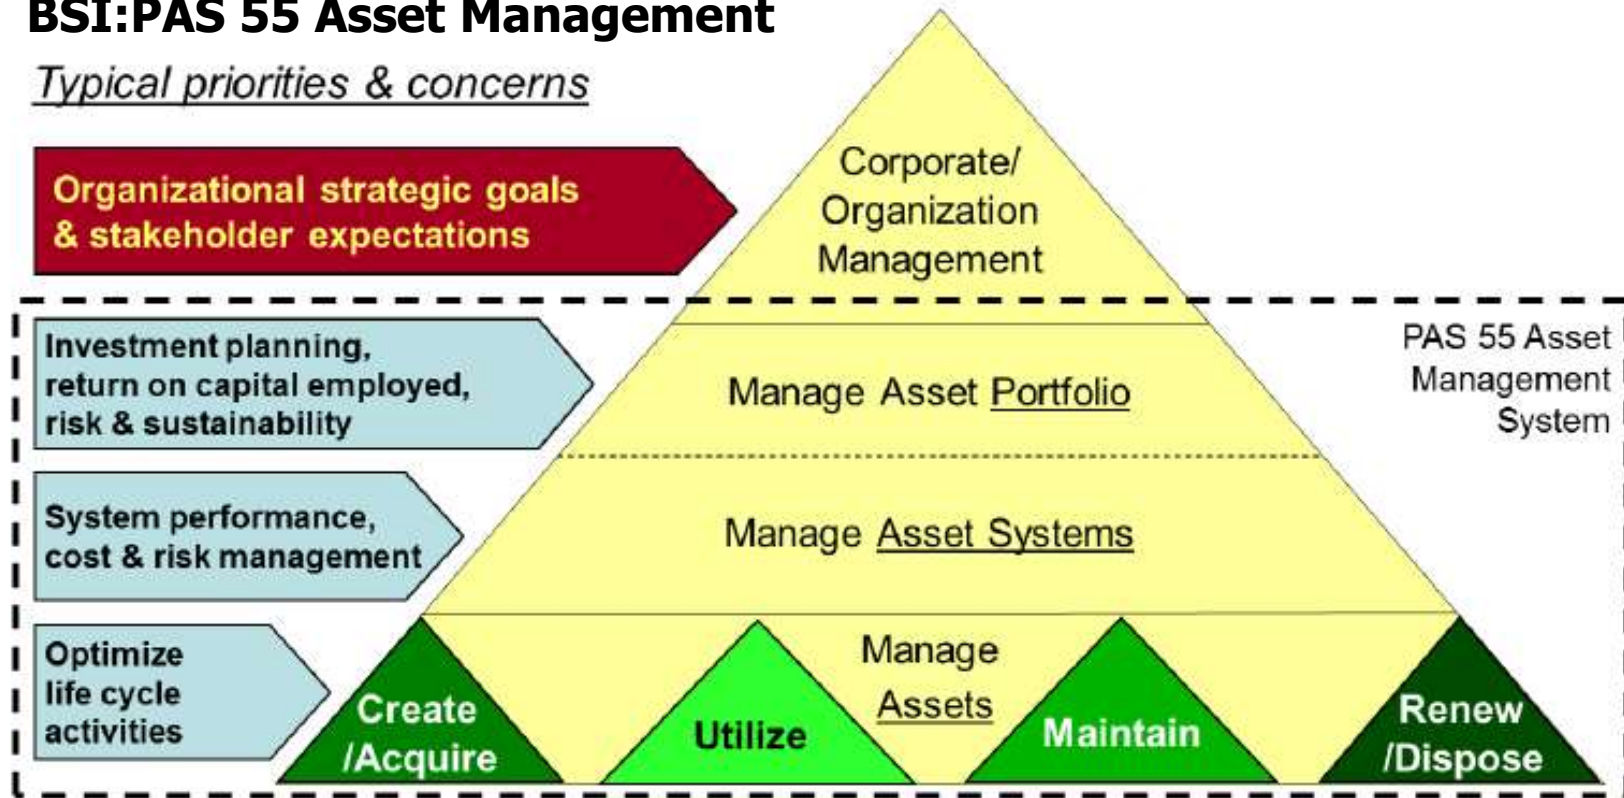 BSI:PAS 55 Asset Management
Typical priorities & concerns
Organizational strategic goals
& stakeholder expectations
Corporate/
Organization
Management
Investment planning,
return on capital employed,
risk & sustainability
Manage Asset Portfolio
PAS 55 Asset
Management
System
System performance,
cost & risk management
Manage Asset Systems
Optimize
life cycle
activities
Manage
Assets
Create
/Acquire
Utilize
Maintain
Renew
/Dispose